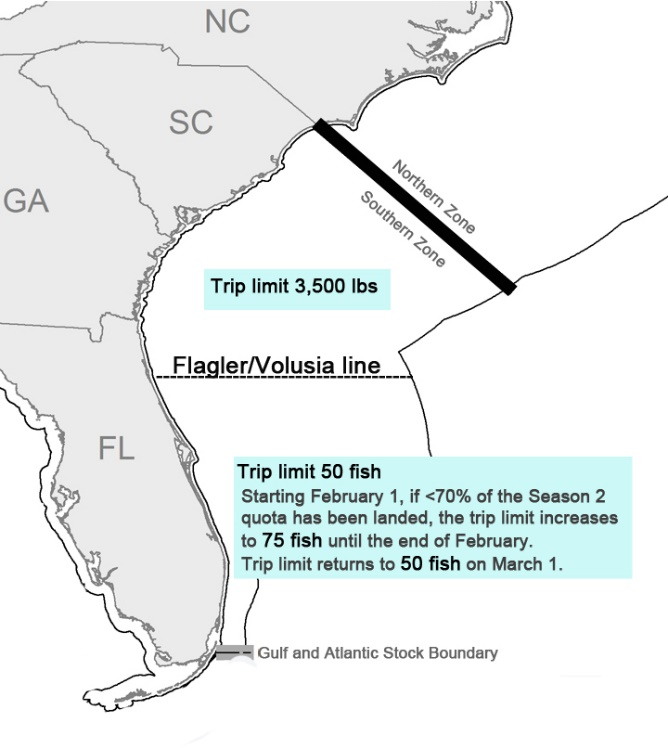 NC
SC
GA
Northern Zone
Southern Zone
Trip limit 3,500 lbs
Flagler/Volusia line
FL
Trip limit 50 fish
Starting February 1, if <70% of the Season 2
quota has been landed, the trip limit increases
to 75 fish until the end of February.
Trip limit returns to 50 fish on March 1.
Gulf and Atlantic Stock Boundary